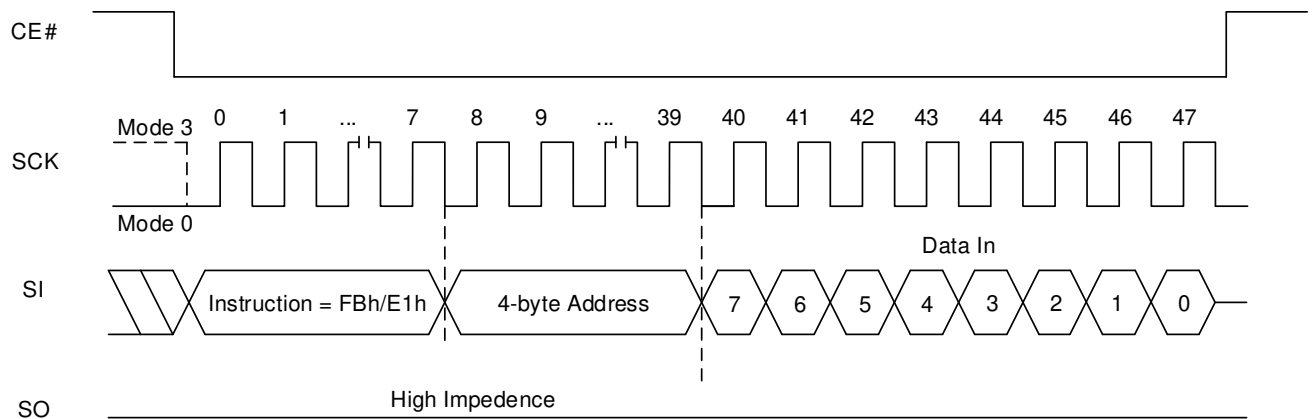 CE#
Mode 3 0 1 ... 7 8 9 ... 39 40 41 42 43 44 45 46 47
SCK
Mode 0
Data In
SI Instruction = FBh/E1h 4-byte Address 7 6 5 4 3 2 1 0
High Impedence
SO